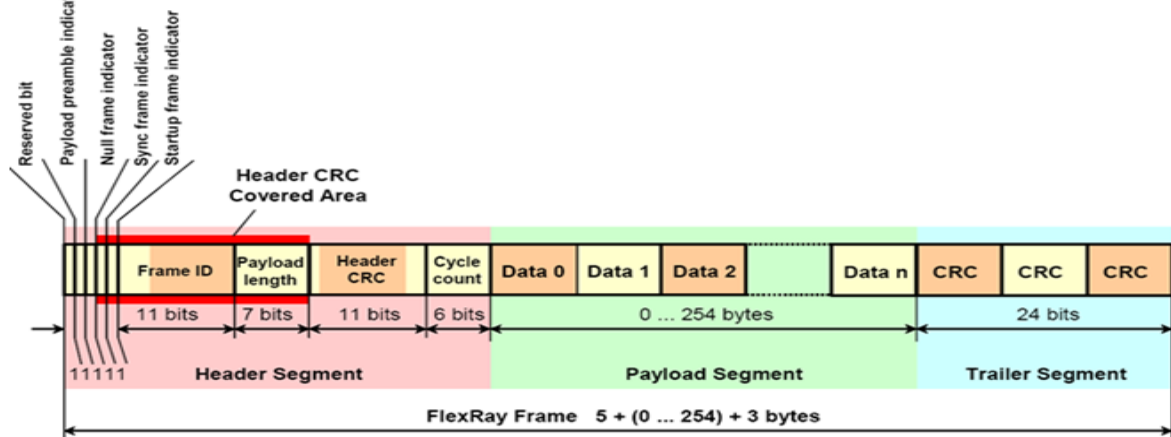 Reserved bit
Payload preamble indica
Null frame indicator
Sync frame indicator
Startup frame indicator
Header CRC
Covered Area
Frame ID
Payload
length
Header
CRC
Cycle
count
Data 0
Data 1
Data 2
Data n
CRC
CRC
CRC
11 bits
7 bits
11 bits
6 bits
0 ... 254 bytes
24 bits
11111
Header Segment
Payload Segment
Trailer Segment
FlexRay Frame 5 + (0 ... 254) + 3 bytes